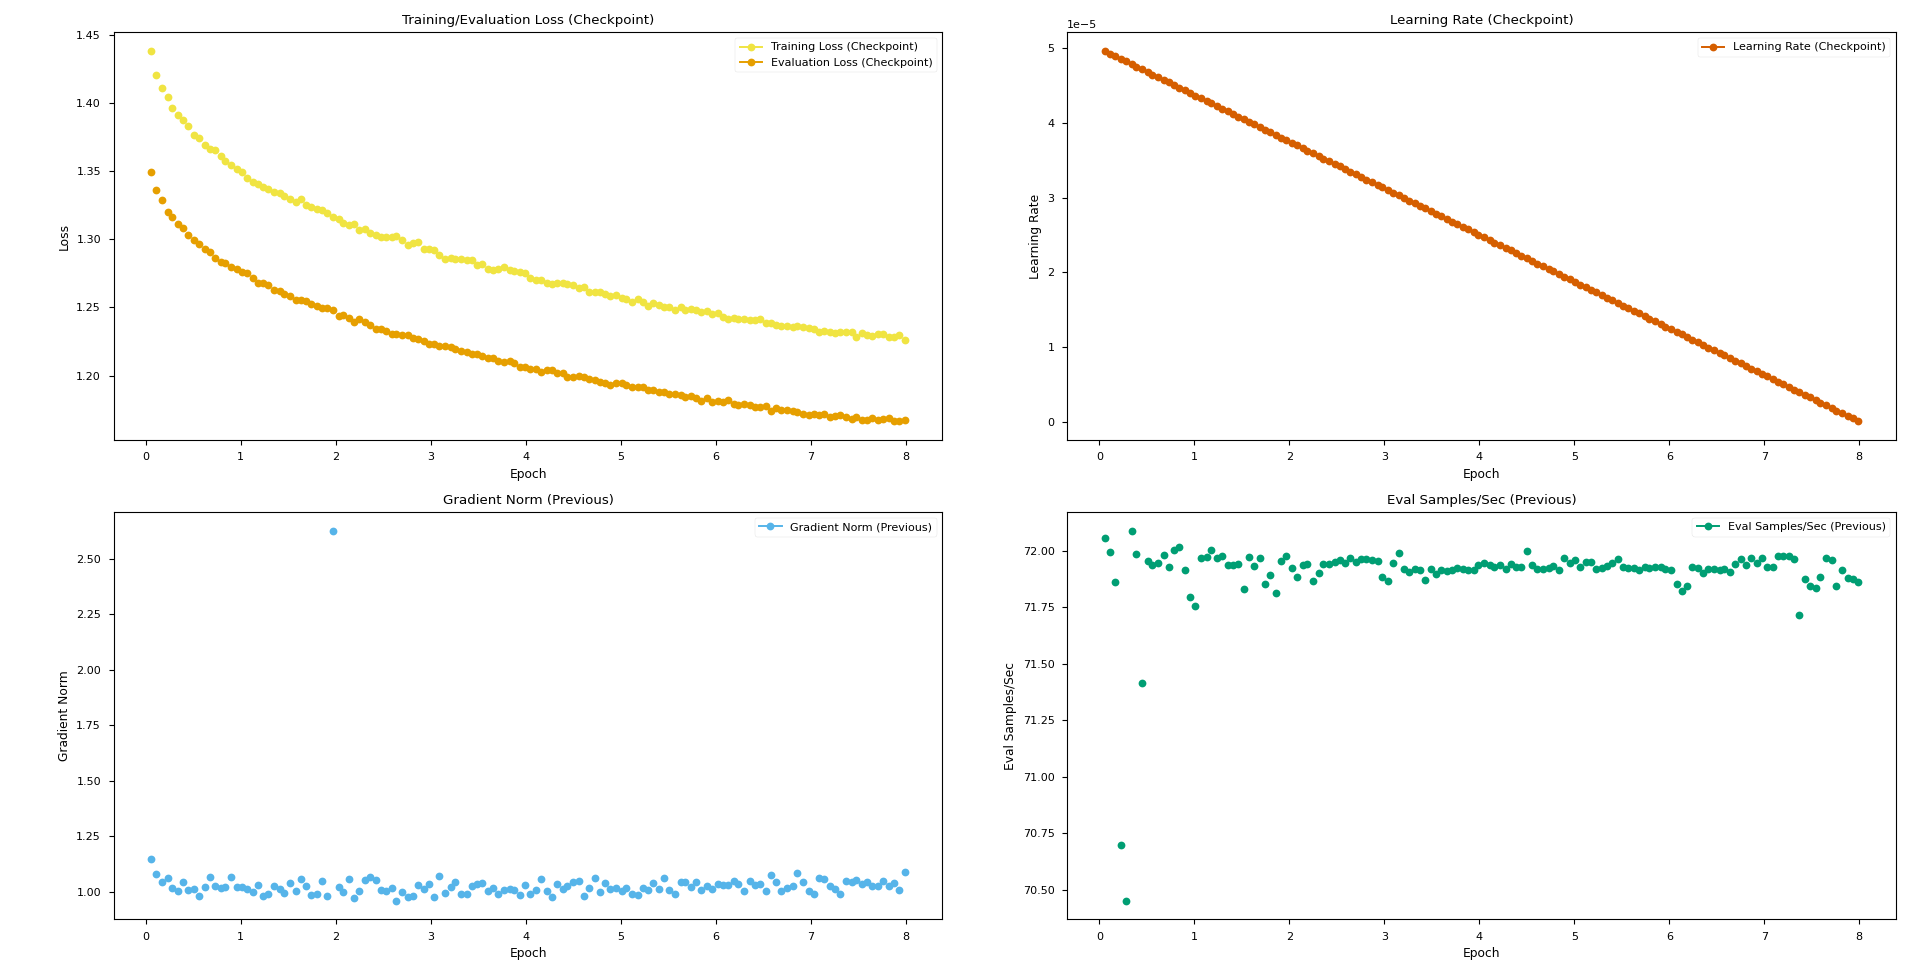 Training/Evaluation Loss (Checkpoint)
Training Loss (Checkpoint)
Evaluation Loss (Checkpoint)
Loss
1.45
1.40
1.35
1.30
1.25
1.20
0 1 2 3 4 5 6 7 8
Epoch
Learning Rate (Checkpoint)
1e−5
Learning Rate (Checkpoint)
Learning Rate
5
4
3
2
1
0
0 1 2 3 4 5 6 7 8
Epoch
Gradient Norm (Previous)
Gradient Norm (Previous)
Gradient Norm
2.50
2.25
2.00
1.75
1.50
1.25
1.00
0 1 2 3 4 5 6 7 8
Epoch
Eval Samples/Sec (Previous)
Eval Samples/Sec (Previous)
Eval Samples/Sec
72.00
71.75
71.50
71.25
71.00
70.75
70.50
0 1 2 3 4 5 6 7 8
Epoch